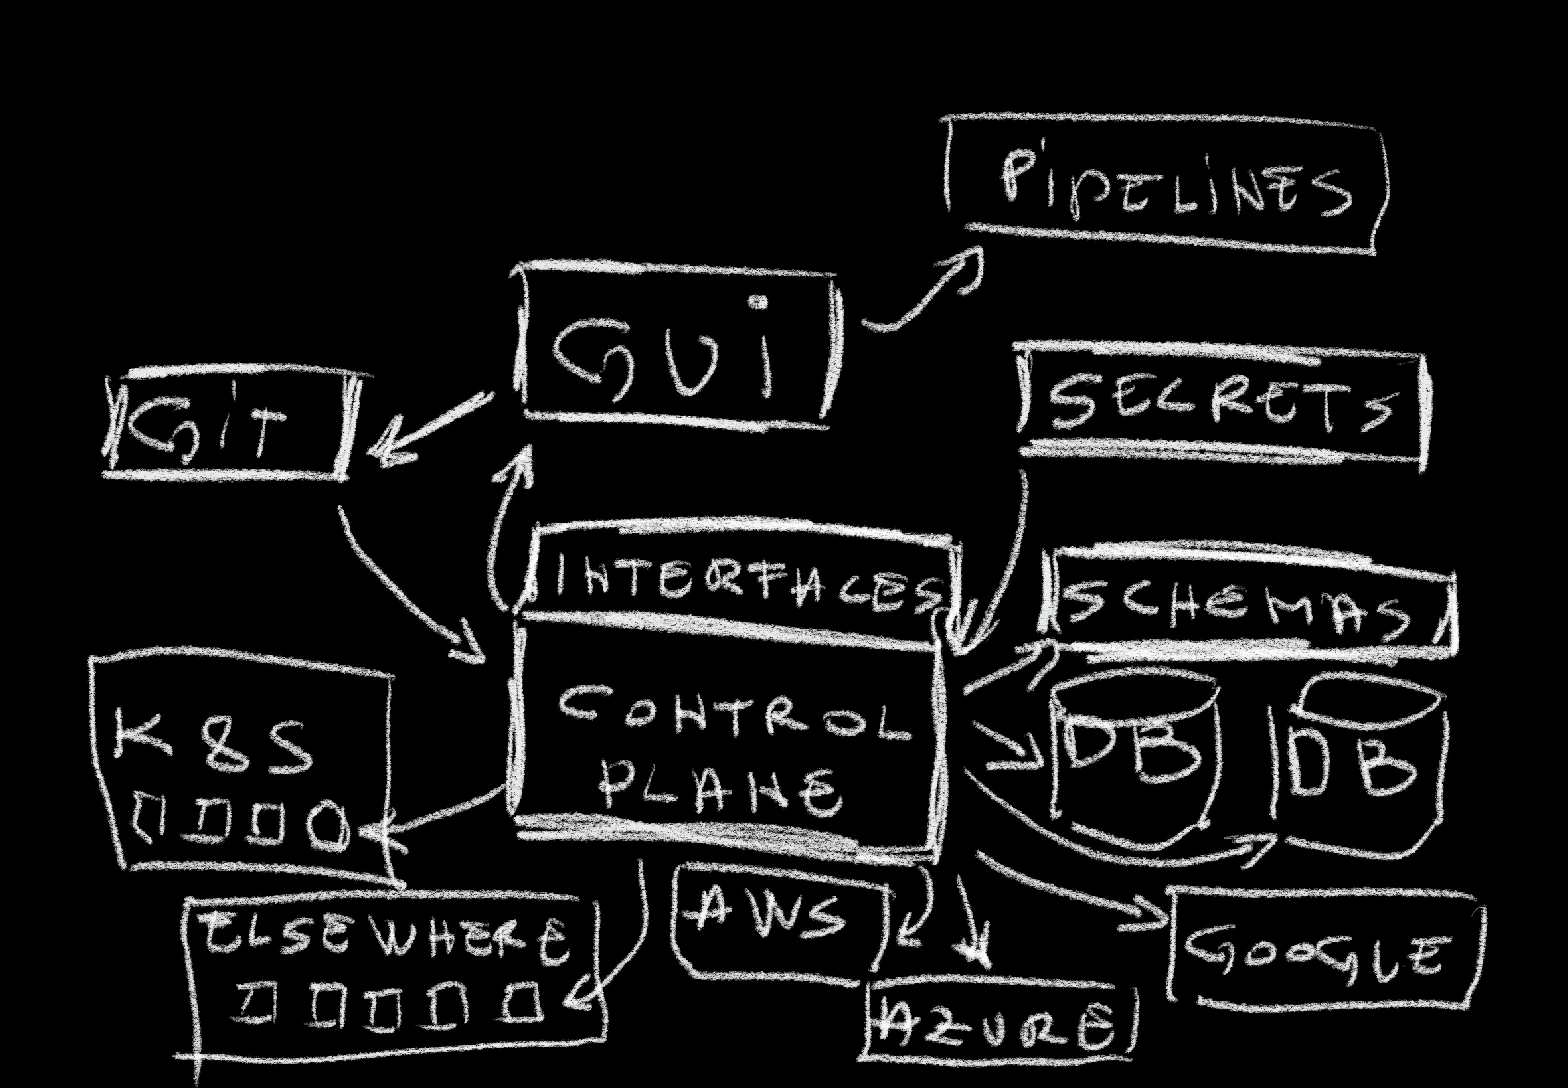 PiPELiNES
GUi
SECRETS
GiT
INTERFACES
SCHEMAS
CONTROL
PLANE
K8S
DB
DB
AWS
ELSEWHERE
GOOGLE
AZURE